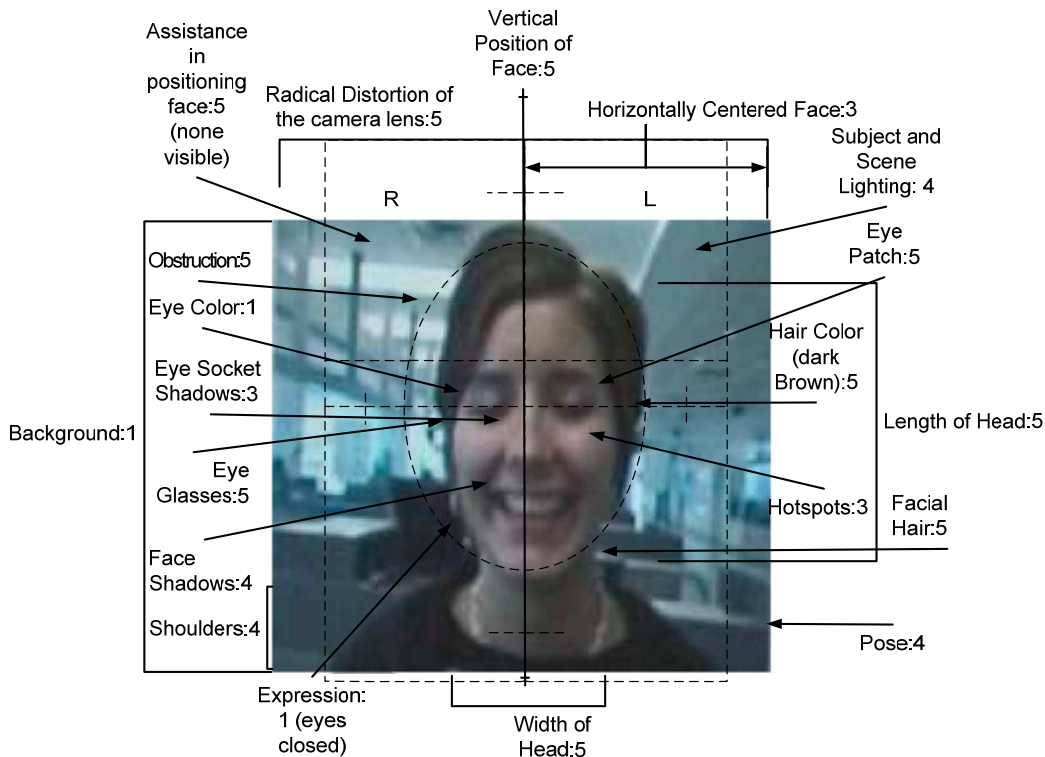 Vertical
Position of
Face:5
Assistance
in
positioning
face:5
(none
visible)
Radical Distortion of
the camera lens:5
Horizontally Centered Face:3
Subject and
Scene
Lighting: 4
R
L
Eye
Patch:5
Obstruction:5
Eye Color:1
Hair Color
(dark
Brown):5
Eye Socket
Shadows:3
Background:1
Length of Head:5
Eye
Glasses:5
Hotspots:3
Facial
Hair:5
Face
Shadows:4
Shoulders:4
Pose:4
Expression:
1 (eyes
closed)
Width of
Head:5